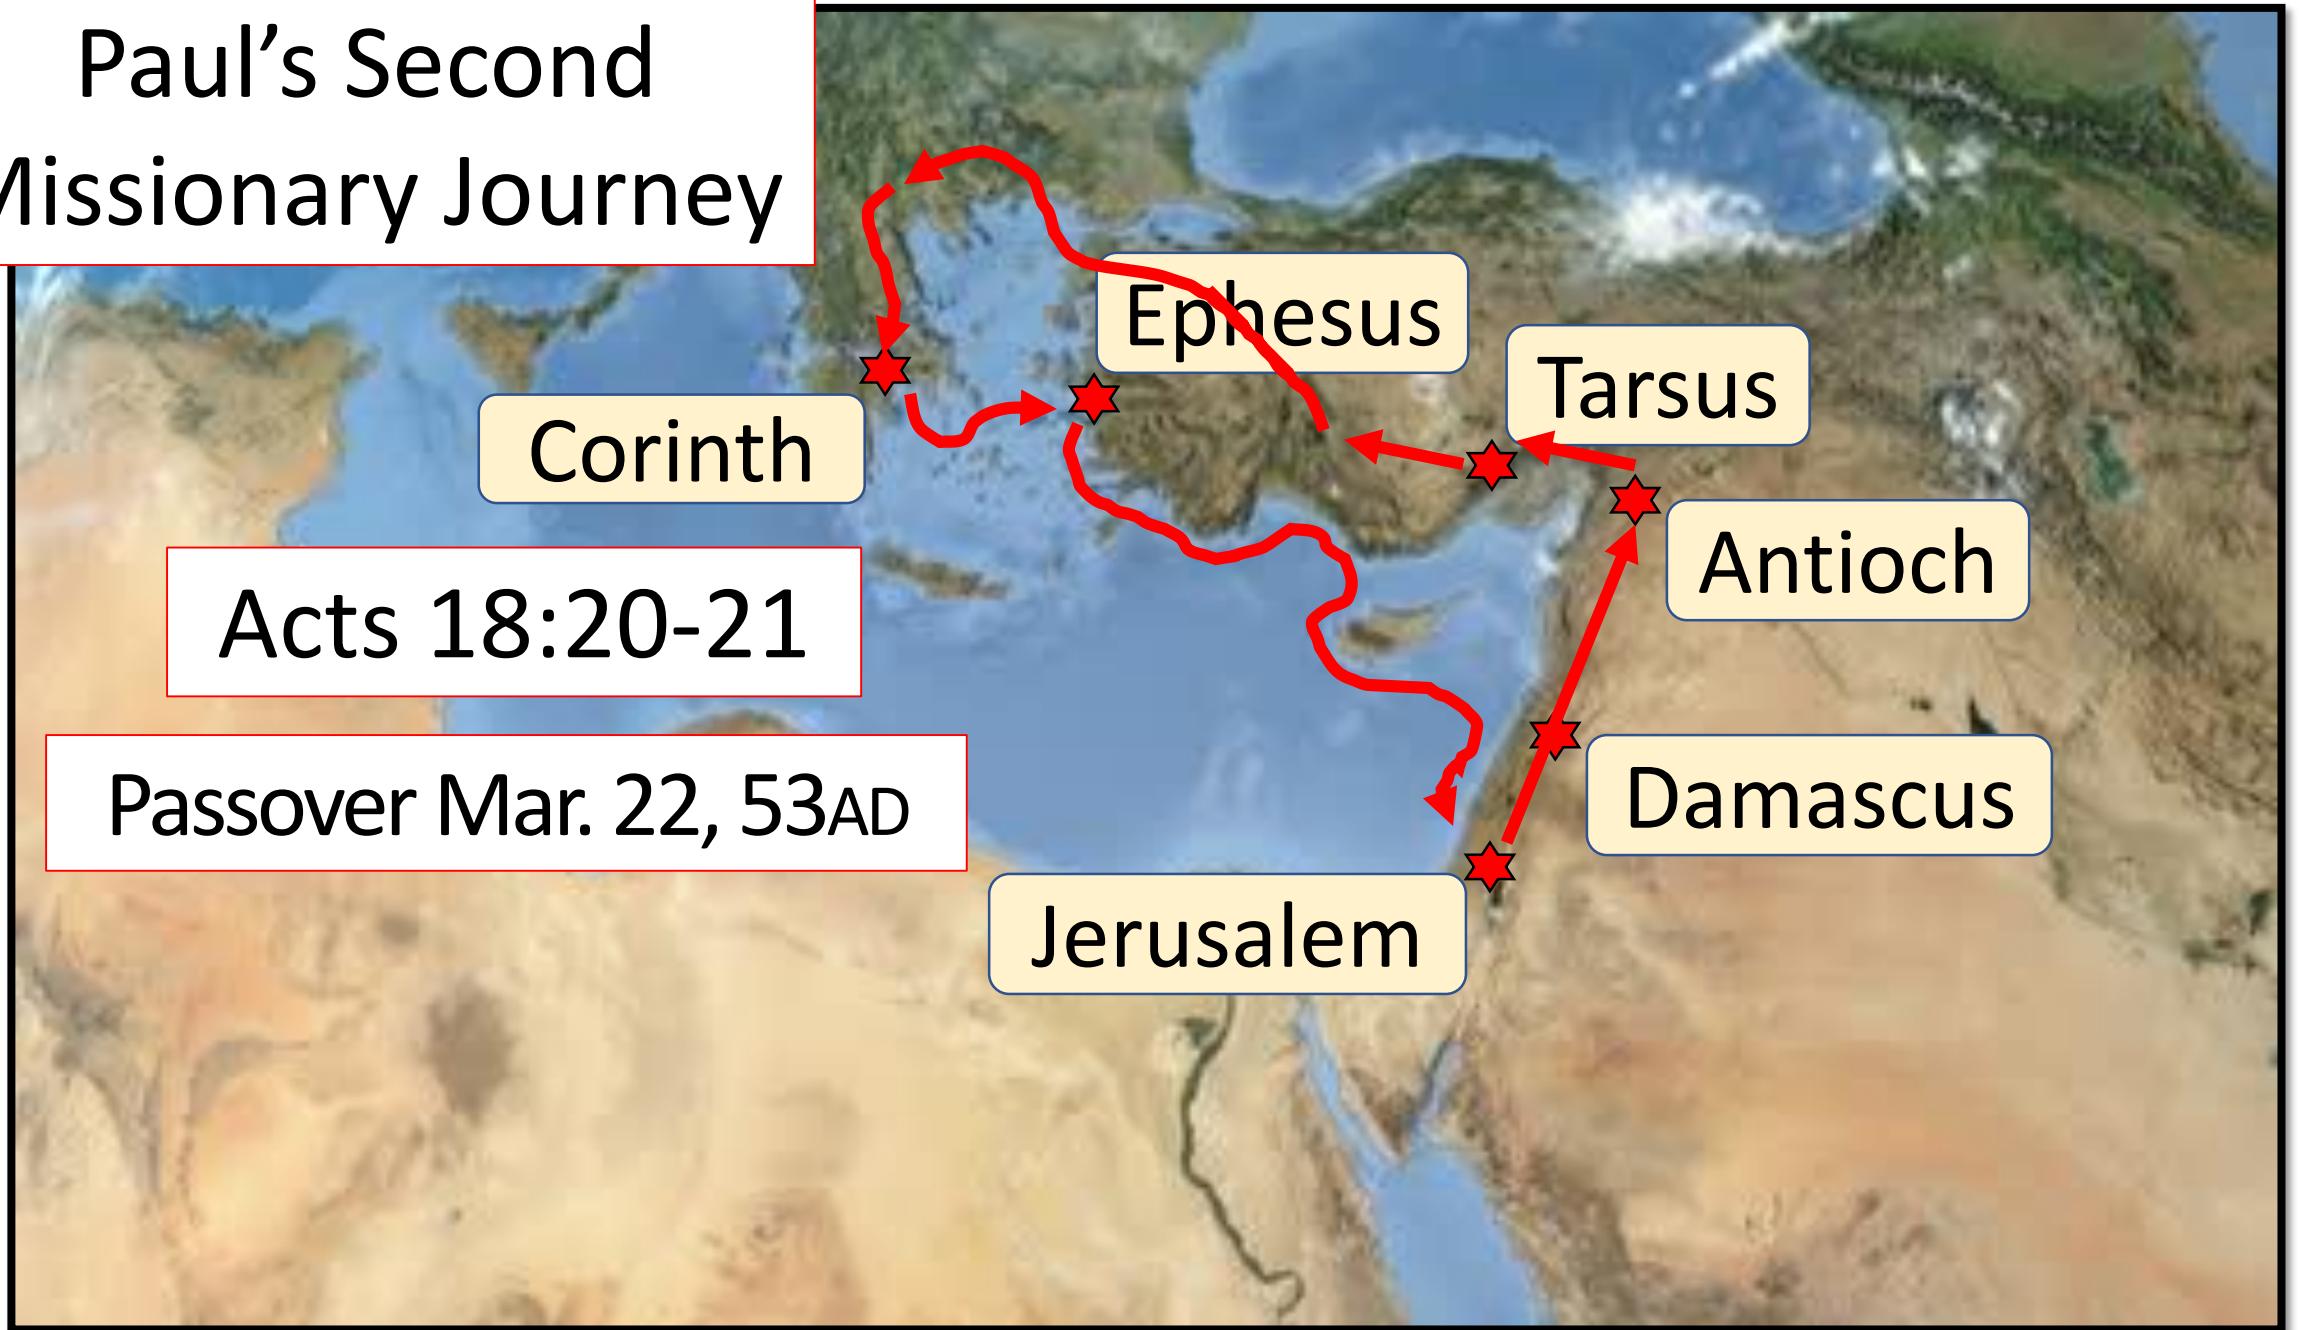 Paul’s Second
Missionary Journey
Ephesus
Tarsus
Corinth
Antioch
Acts 18:20-21
Passover Mar. 22, 53AD
Damascus
Jerusalem